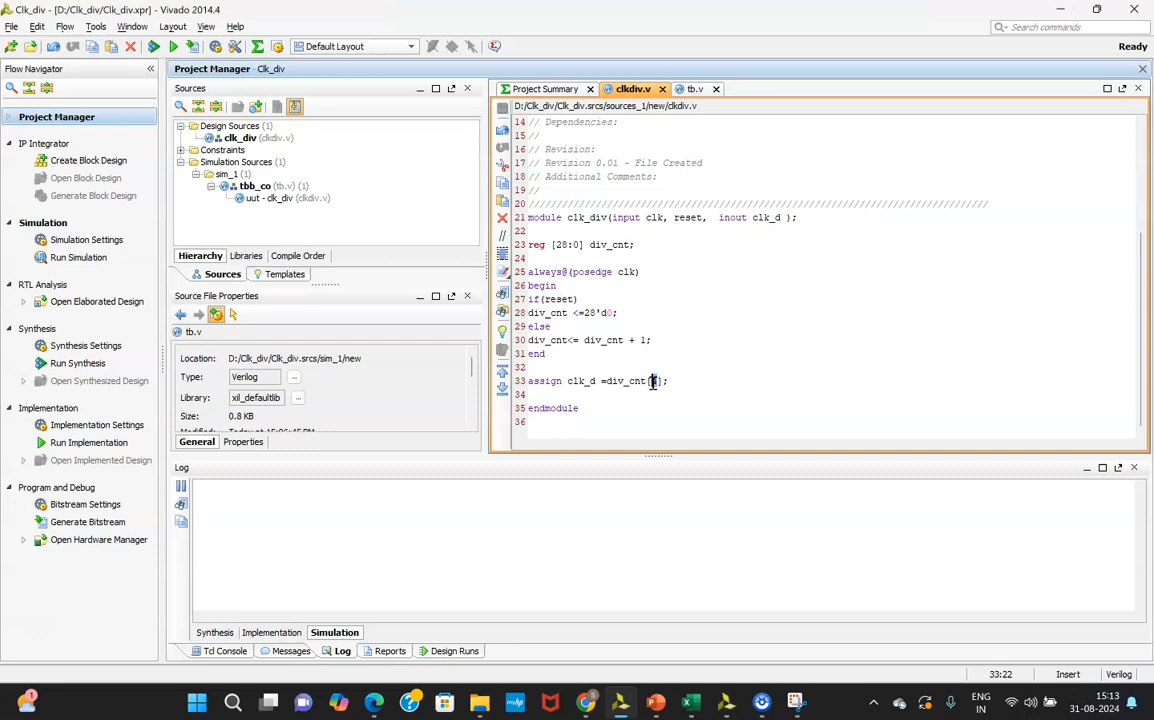 Clk_div - [D:/Clk_div/Clk_div.xpr] - Vivado 2014.4
File Edit Flow Tools Window Layout View Help
Search commands
Default Layout
Ready
Flow Navigator
Project Manager
IP Integrator
Create Block Design
Open Block Design
Generate Block Design
Simulation
Simulation Settings
Run Simulation
RTL Analysis
Open Elaborated Design
Synthesis
Synthesis Settings
Run Synthesis
Open Synthesized Design
Implementation
Implementation Settings
Run Implementation
Open Implemented Design
Program and Debug
Bitstream Settings
Generate Bitstream
Open Hardware Manager
Project Manager - Clk_div
Sources
Design Sources (1)
clk_div (clkdiv.v)
Constraints
Simulation Sources (1)
sim_1 (1)
tbb_co (tb.v) (1)
uut - clk_div (clkdiv.v)
Hierarchy Libraries Compile Order
Sources Templates
Source File Properties
tb.v
Location: D:/Clk_div/Clk_div.srcs/sim_1/new
Type: Verilog ...
Library: xil_defaultlib ...
Size: 0.8 KB
Modified: Today at 15:06:45 PM
General Properties
Project Summary clkdiv.v tb.v
D:/Clk_div/Clk_div.srcs/sources_1/new/clkdiv.v
14 // Dependencies:
15 //
16 // Revision:
17 // Revision 0.01 - File Created
18 // Additional Comments:
19 //
20 //////////////////////////////////////////////////////////////////////////////////
21 module clk_div(input clk, reset,  inout clk_d );
22
23 reg [28:0] div_cnt;
24
25 always@(posedge clk)
26 begin
27 if(reset)
28 div_cnt <=28'd0;
29 else
30 div_cnt<= div_cnt + 1;
31 end
32
33 assign clk_d =div_cnt[];
34
35 endmodule
36
Log
Synthesis Implementation Simulation
Tcl Console Messages Log Reports Design Runs
33:22 Insert Verilog
1
ENG
IN
15:13
31-08-2024